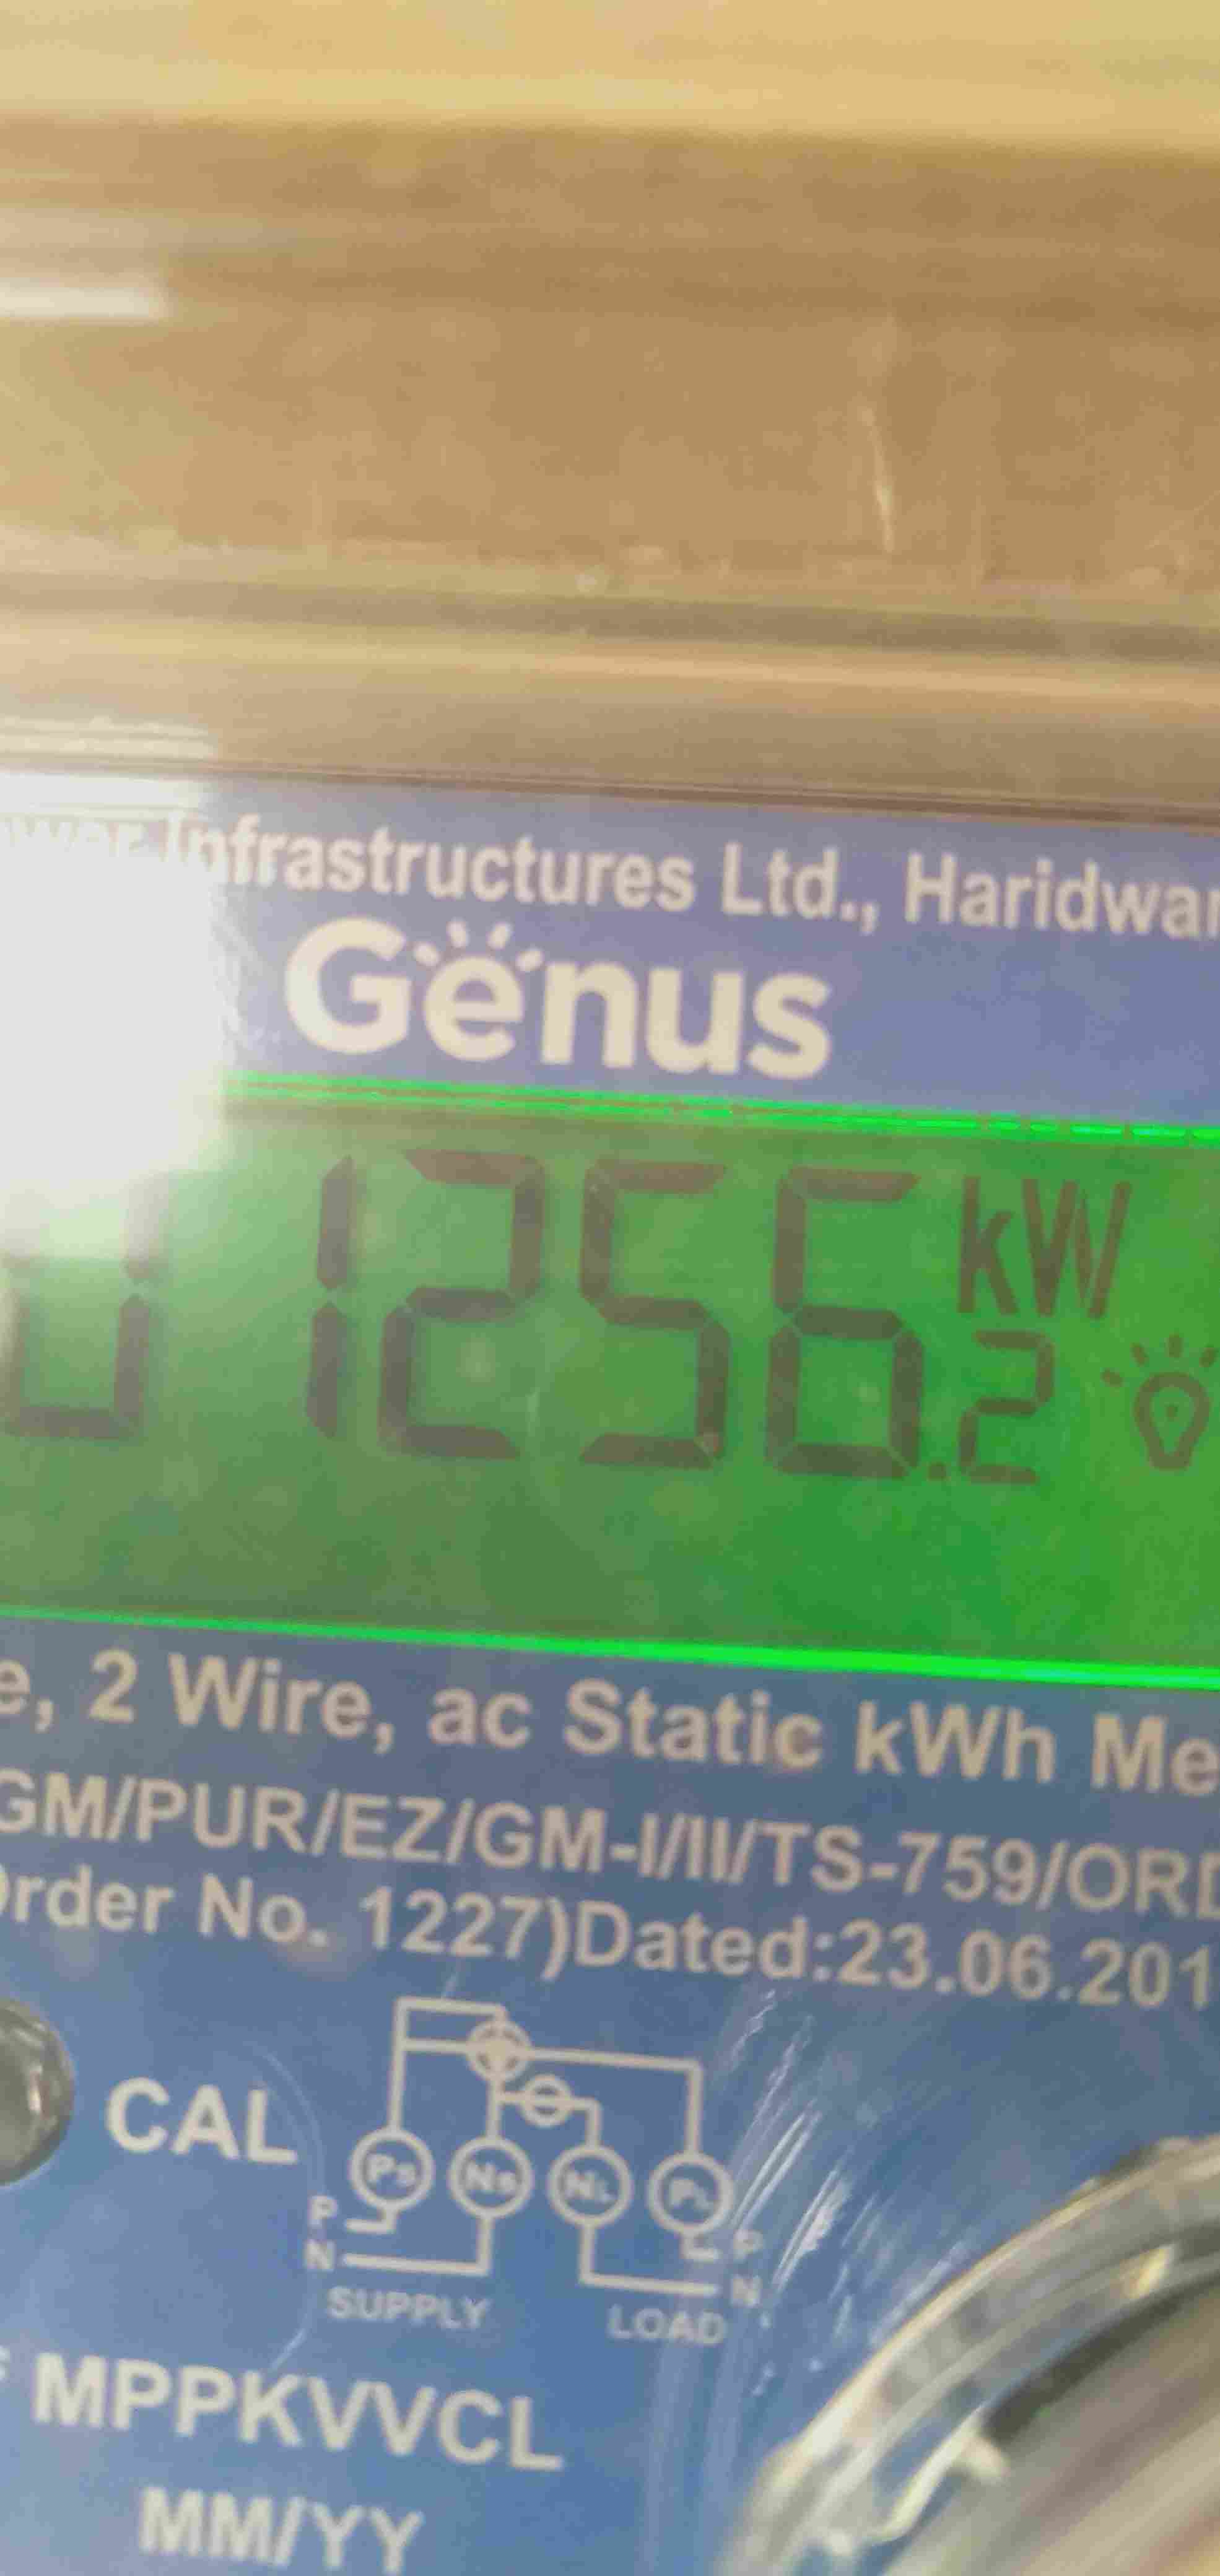 Infrastructures Ltd., Haridwar
Genus
01256.2 kW
e, 2 Wire, ac Static kWh Me
GM/PUR/EZ/GM-I/II/TS-759/ORD
Order No. 1227)Dated:23.06.201
CAL
Ps Ns NL PL
P
N
P
N
SUPPLY LOAD
MPPKVVCL
MM/YY